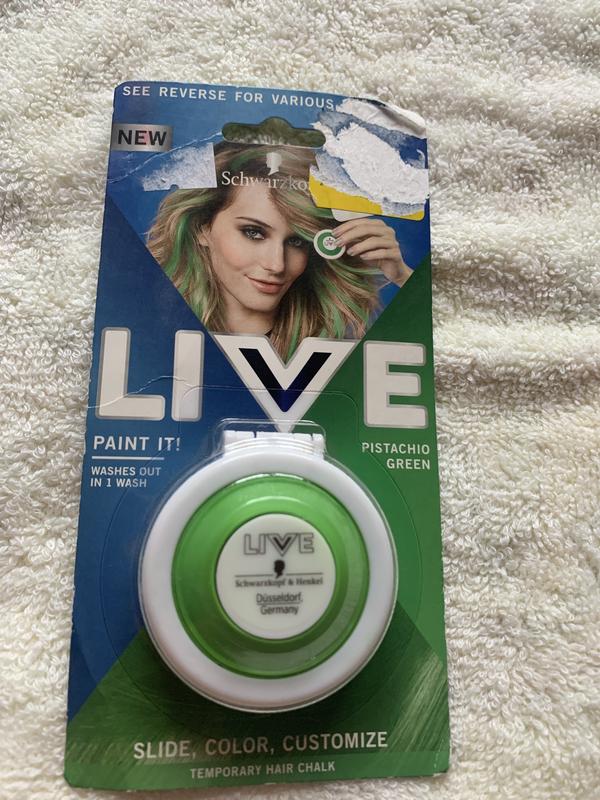 SEE REVERSE FOR VARIOUS
NEW
Schwarzko
LIVE
PAINT IT!
WASHES OUT
IN 1 WASH
PISTACHIO
GREEN
LIVE
Schwarzkopf & Henkel
Düsseldorf,
Germany
SLIDE, COLOR, CUSTOMIZE
TEMPORARY HAIR CHALK